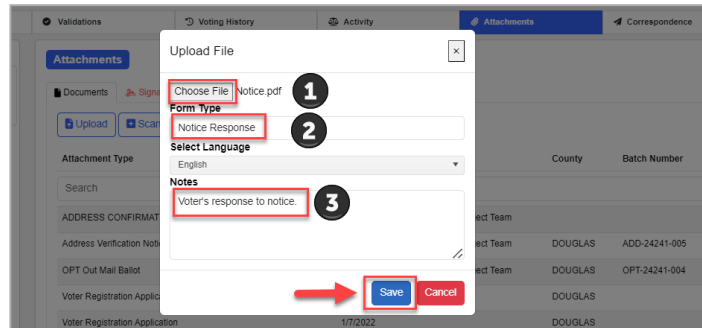 Validations
Voting History
Activity
Attachments
Correspondence
Attachments
Upload File
x
Documents
Signa
Choose File Notice.pdf
1
Form Type
Upload
Scan
Notice Response
2
Select Language
English
Attachment Type
County
Batch Number
Notes
Search
Voter's response to notice.
3
ADDRESS CONFIRMAT
ect Team
Address Verification Noti
ect Team
DOUGLAS
ADD-24241-005
OPT Out Mail Ballot
ect Team
DOUGLAS
OPT-24241-004
Save
Cancel
Voter Registration Applica
DOUGLAS
Voter Registration Application
1/7/2022
DOUGLAS